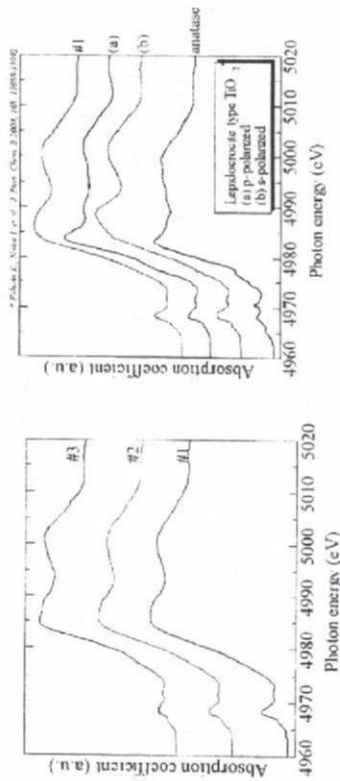 Absorption coefficient (a.u.)
#3
#2
#1
4960 4970 4980 4990 5000 5010 5020
Photon energy (eV)
Absorption coefficient (a.u.)
#1
(a)
(b)
anatase
Lepidocrocite type TiO2
(a) p-polarized
(b) s-polarized
4960 4970 4980 4990 5000 5010 5020
Photon energy (eV)